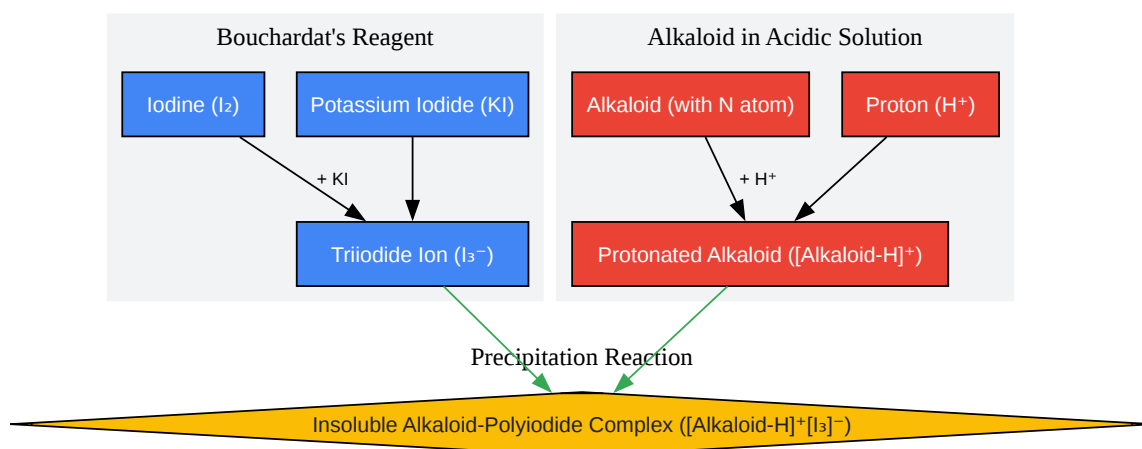 Bouchardat's Reagent
Alkaloid in Acidic Solution
Iodine (I₂)
Potassium Iodide (KI)
Alkaloid (with N atom)
Proton (H⁺)
+ KI
+ H⁺
Triiodide Ion (I₃⁻)
Protonated Alkaloid ([Alkaloid-H]⁺)
Precipitation Reaction
Insoluble Alkaloid-Polyiodide Complex ([Alkaloid-H]⁺[I₃]⁻)